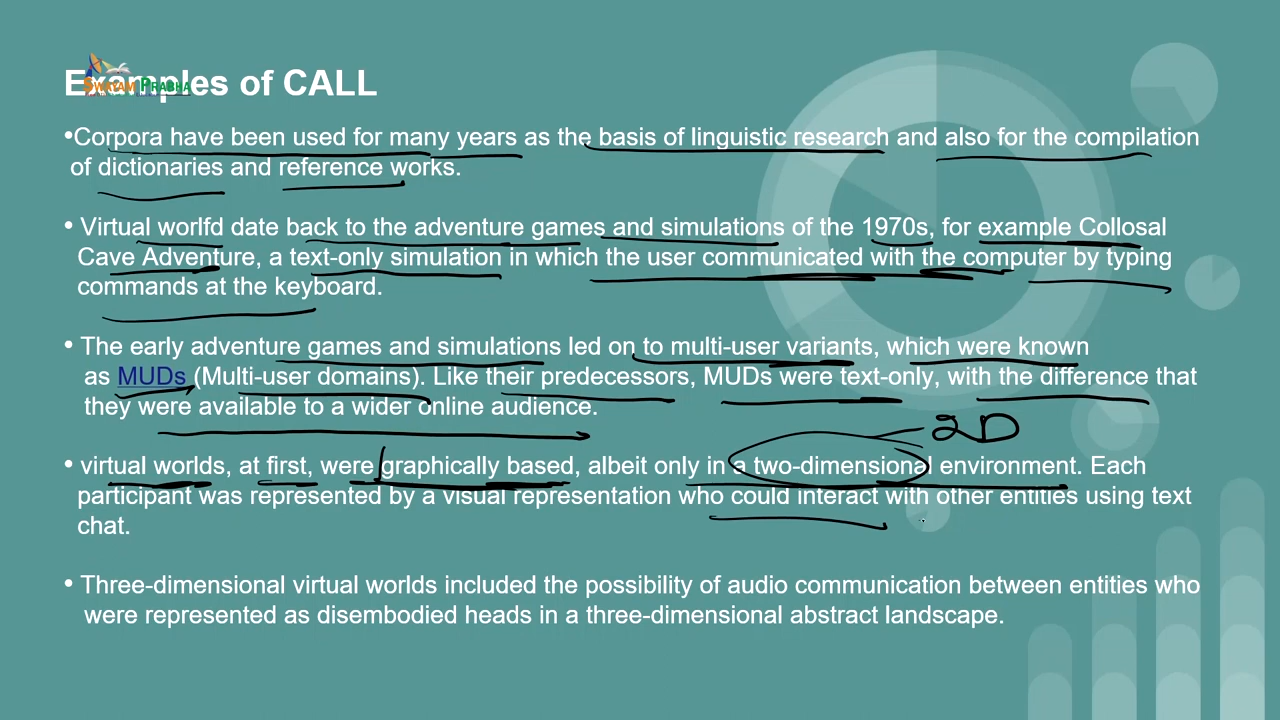 Examples of CALL
SWAYAM PRABHA
•Corpora have been used for many years as the basis of linguistic research and also for the compilation
of dictionaries and reference works.
• Virtual worlfd date back to the adventure games and simulations of the 1970s, for example Collosal
Cave Adventure, a text-only simulation in which the user communicated with the computer by typing
commands at the keyboard.
• The early adventure games and simulations led on to multi-user variants, which were known
as MUDs (Multi-user domains). Like their predecessors, MUDs were text-only, with the difference that
they were available to a wider online audience.
2D
• virtual worlds, at first, were graphically based, albeit only in a two-dimensional environment. Each
participant was represented by a visual representation who could interact with other entities using text
chat.
• Three-dimensional virtual worlds included the possibility of audio communication between entities who
were represented as disembodied heads in a three-dimensional abstract landscape.